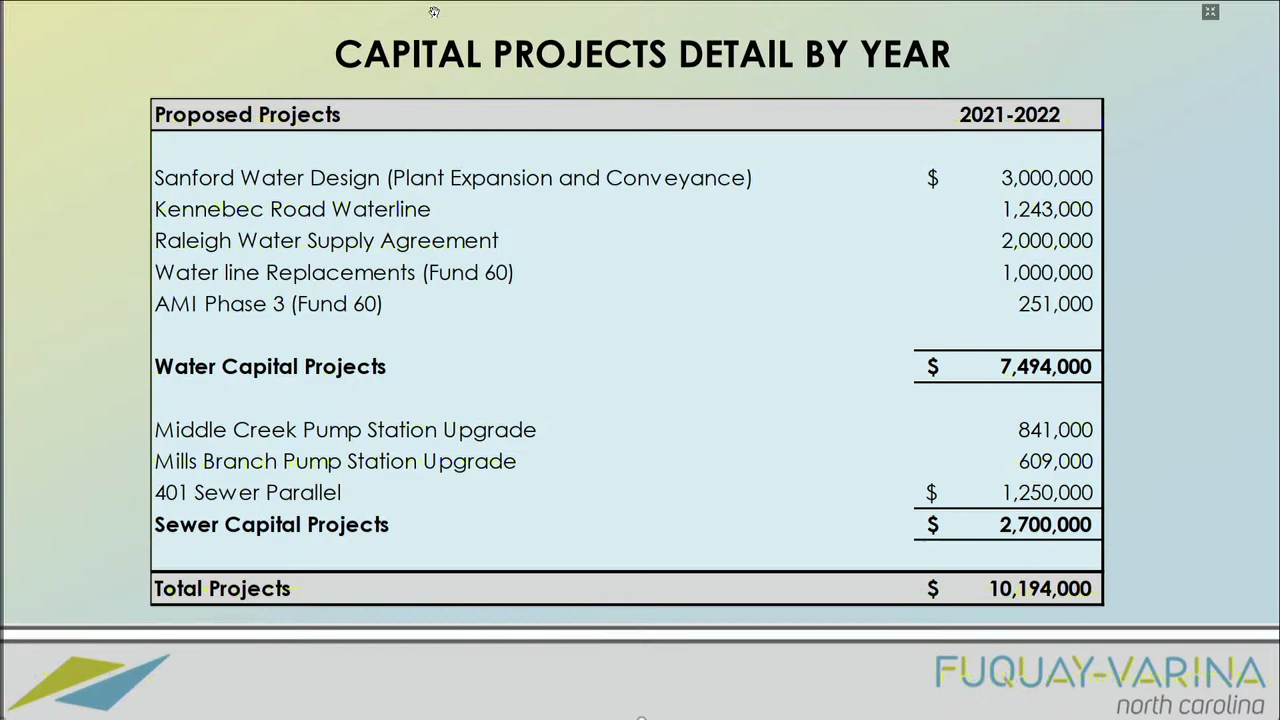 CAPITAL PROJECTS DETAIL BY YEAR
Proposed Projects 2021-2022
Sanford Water Design (Plant Expansion and Conveyance) $ 3,000,000
Kennebec Road Waterline 1,243,000
Raleigh Water Supply Agreement 2,000,000
Water line Replacements (Fund 60) 1,000,000
AMI Phase 3 (Fund 60) 251,000
Water Capital Projects $ 7,494,000
Middle Creek Pump Station Upgrade 841,000
Mills Branch Pump Station Upgrade 609,000
401 Sewer Parallel $ 1,250,000
Sewer Capital Projects $ 2,700,000
Total Projects $ 10,194,000
FUQUAY-VARINA
north carolina